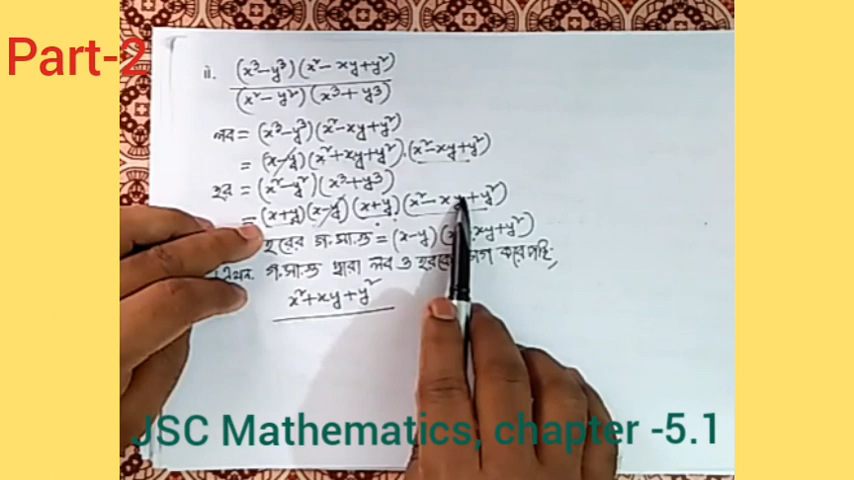 Part-2
ii. (x³-y³)(x²-xy+y²)
(x²-y²)(x³+y3)
লব = (x³-y³)(x²-xy+y²)
= (x-y)(x²+xy+y²).(x²-xy+y²)
হর = (x²-y²)(x³+y3)
= (x+y)(x-y)(x+y)(x²-xy+y²)
হরের গ.সা.গু = (x-y)(x xy+y²)
এখন গ.সা.গু দ্বারা লব ও হরকে করে পাই,
x²+xy+y²
JSC Mathematics, chapter -5.1